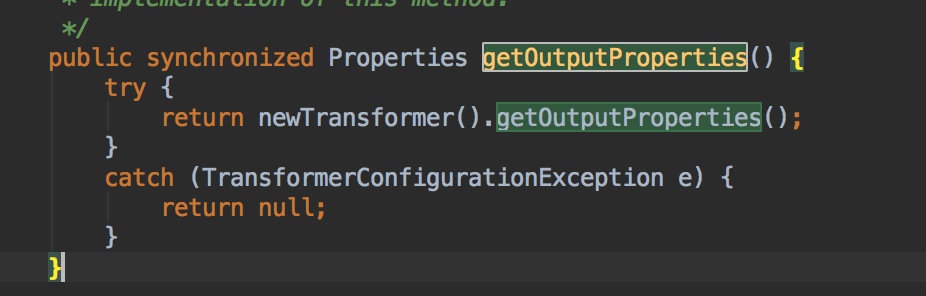 * implementation of this method.
*/
public synchronized Properties getOutputProperties() {
try {
return newTransformer().getOutputProperties();
}
catch (TransformerConfigurationException e) {
return null;
}
}